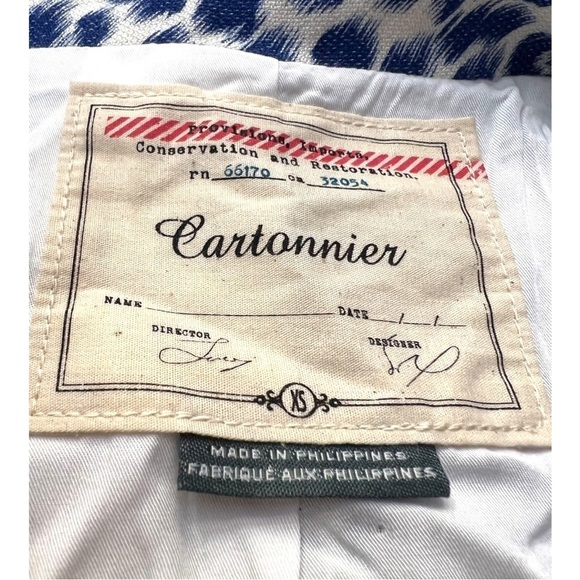 Provisions, Imports,
Conservation and Restoration.
rn 66170 ca 32054
Cartonnier
NAME DATE / /
DIRECTOR DESIGNER
XS
MADE IN PHILIPPINES
FABRIQUÉ AUX PHILIPPINES